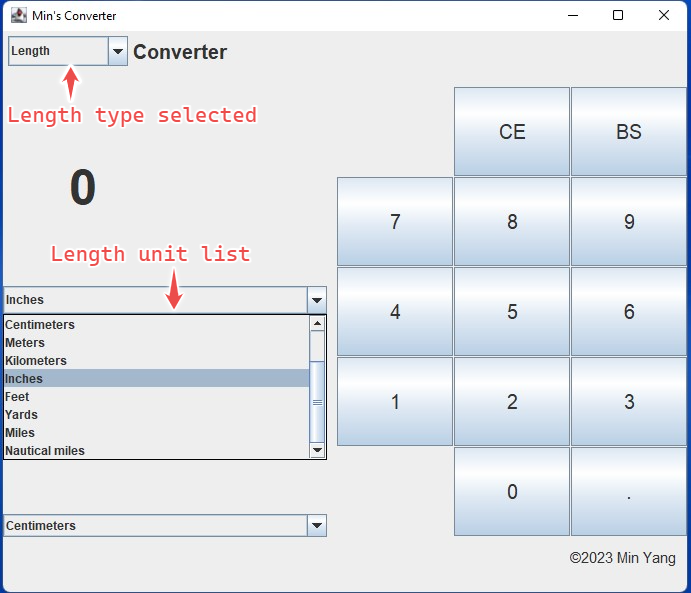 Min's Converter
Length
Converter
Length type selected
CE
BS
0
7
8
9
Length unit list
Inches
4
5
6
Centimeters
Meters
Kilometers
Inches
Feet
Yards
Miles
Nautical miles
1
2
3
0
.
Centimeters
©2023 Min Yang